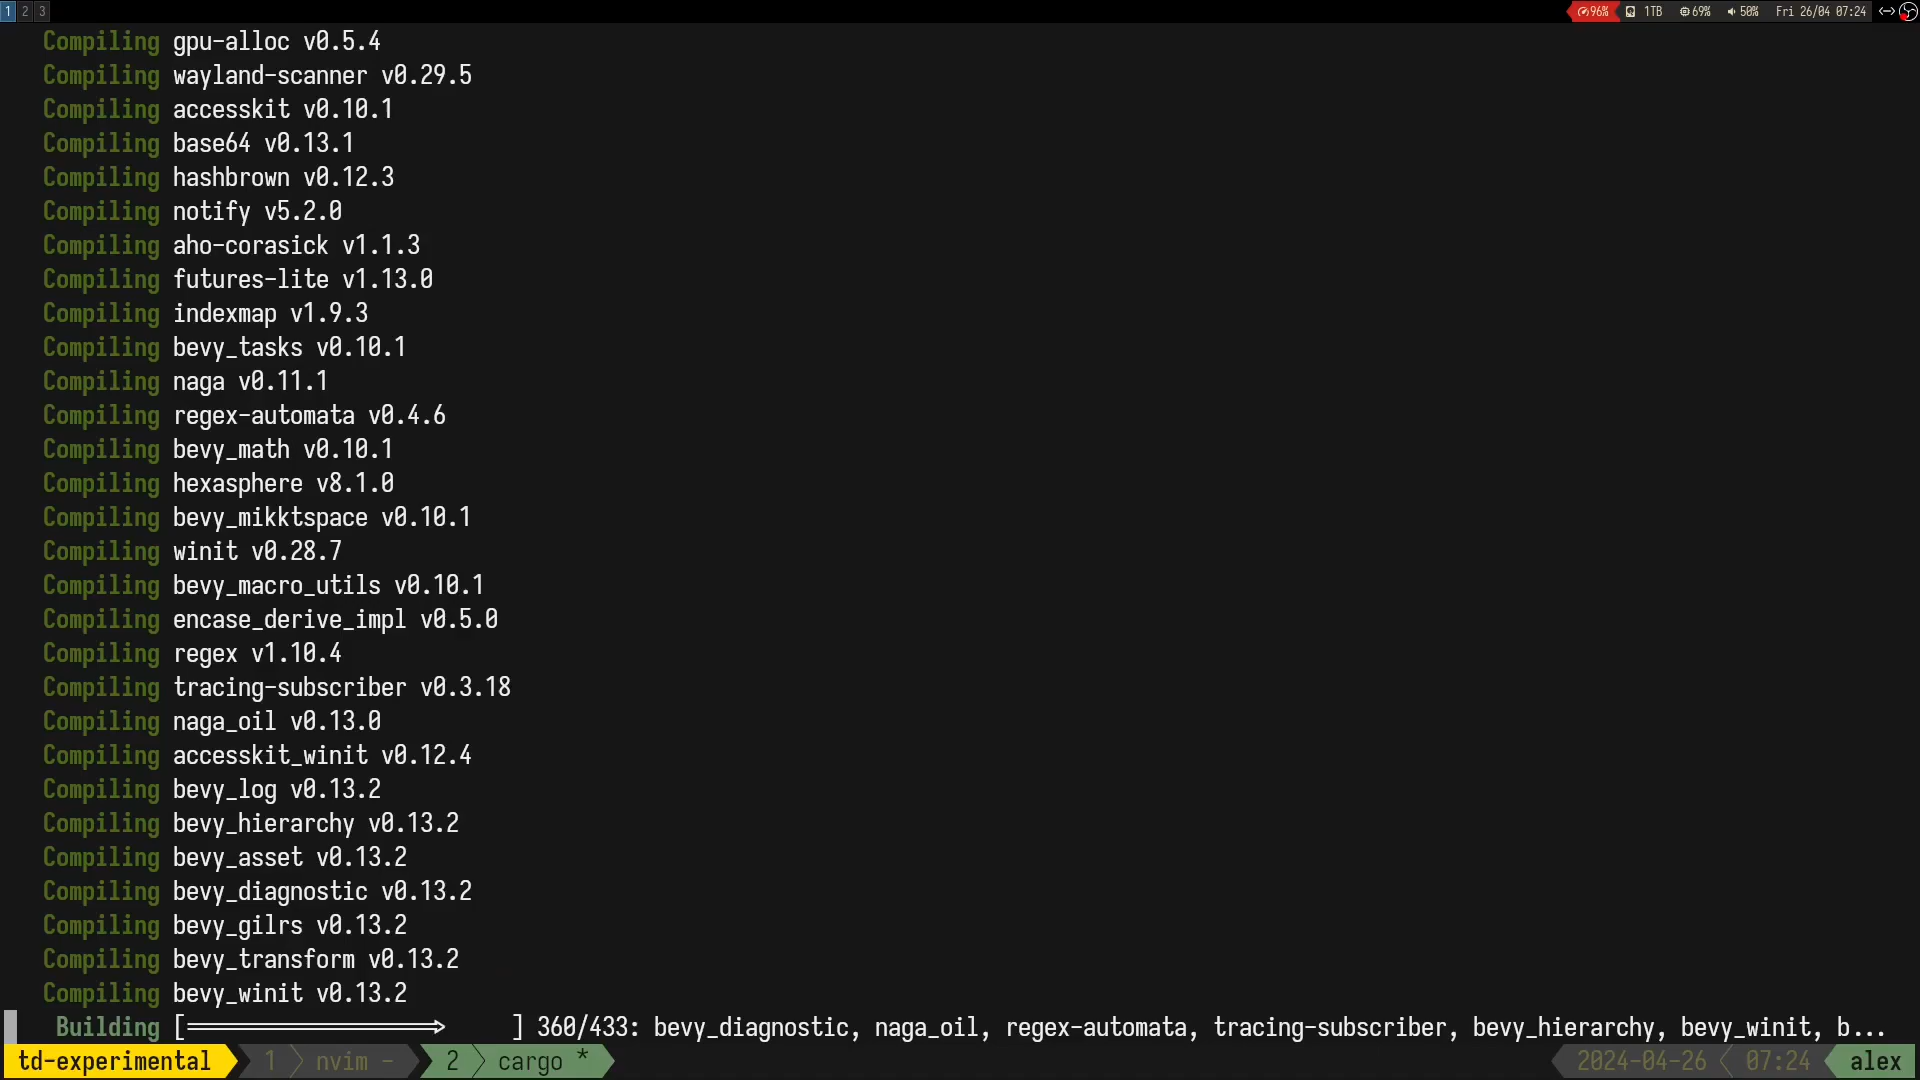 1 2 3 96% 1TB 69% 50% Fri 26/04 07:24
Compiling gpu-alloc v0.5.4
Compiling wayland-scanner v0.29.5
Compiling accesskit v0.10.1
Compiling base64 v0.13.1
Compiling hashbrown v0.12.3
Compiling notify v5.2.0
Compiling aho-corasick v1.1.3
Compiling futures-lite v1.13.0
Compiling indexmap v1.9.3
Compiling bevy_tasks v0.10.1
Compiling naga v0.11.1
Compiling regex-automata v0.4.6
Compiling bevy_math v0.10.1
Compiling hexasphere v8.1.0
Compiling bevy_mikktspace v0.10.1
Compiling winit v0.28.7
Compiling bevy_macro_utils v0.10.1
Compiling encase_derive_impl v0.5.0
Compiling regex v1.10.4
Compiling tracing-subscriber v0.3.18
Compiling naga_oil v0.13.0
Compiling accesskit_winit v0.12.4
Compiling bevy_log v0.13.2
Compiling bevy_hierarchy v0.13.2
Compiling bevy_asset v0.13.2
Compiling bevy_diagnostic v0.13.2
Compiling bevy_gilrs v0.13.2
Compiling bevy_transform v0.13.2
Compiling bevy_winit v0.13.2
Building [===================>     ] 360/433: bevy_diagnostic, naga_oil, regex-automata, tracing-subscriber, bevy_hierarchy, bevy_winit, b...
td-experimental 1 nvim - 2 cargo * 2024-04-26 07:24 alex